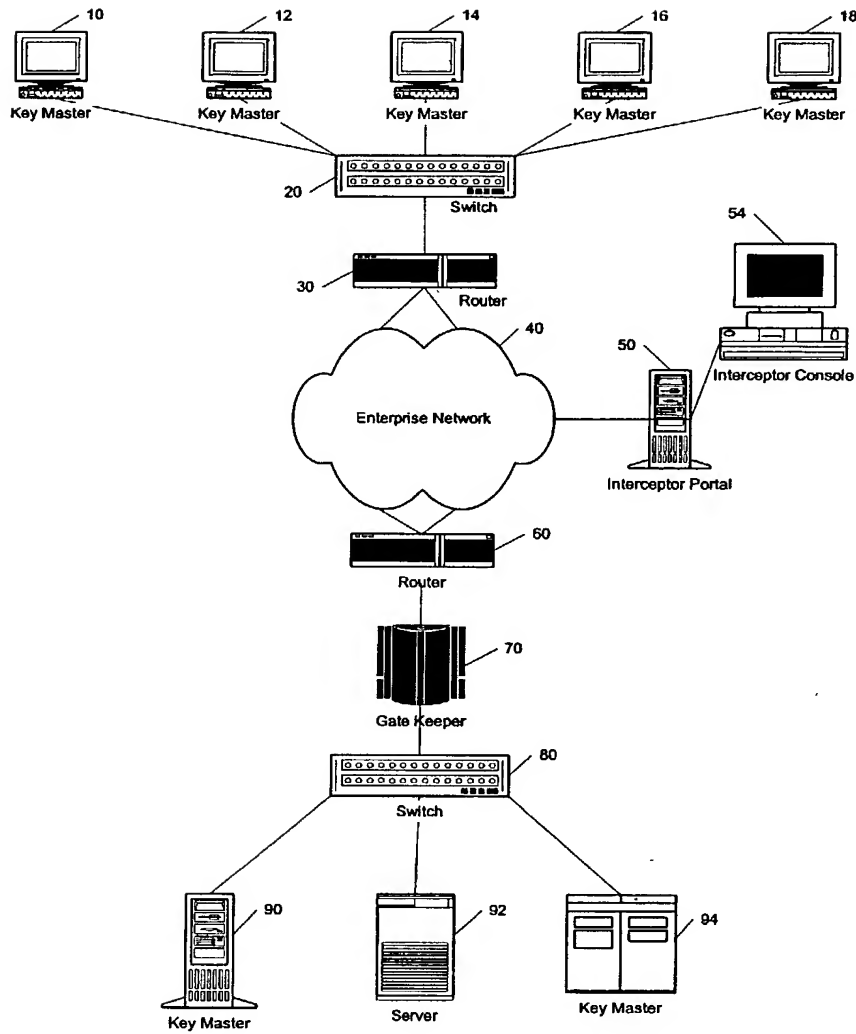 10
12
14
16
18
Key Master
Key Master
Key Master
Key Master
Key Master
20
Switch
54
30
Router
40
50
Interceptor Console
Enterprise Network
Interceptor Portal
60
Router
70
Gate Keeper
80
Switch
90
92
94
Key Master
Server
Key Master